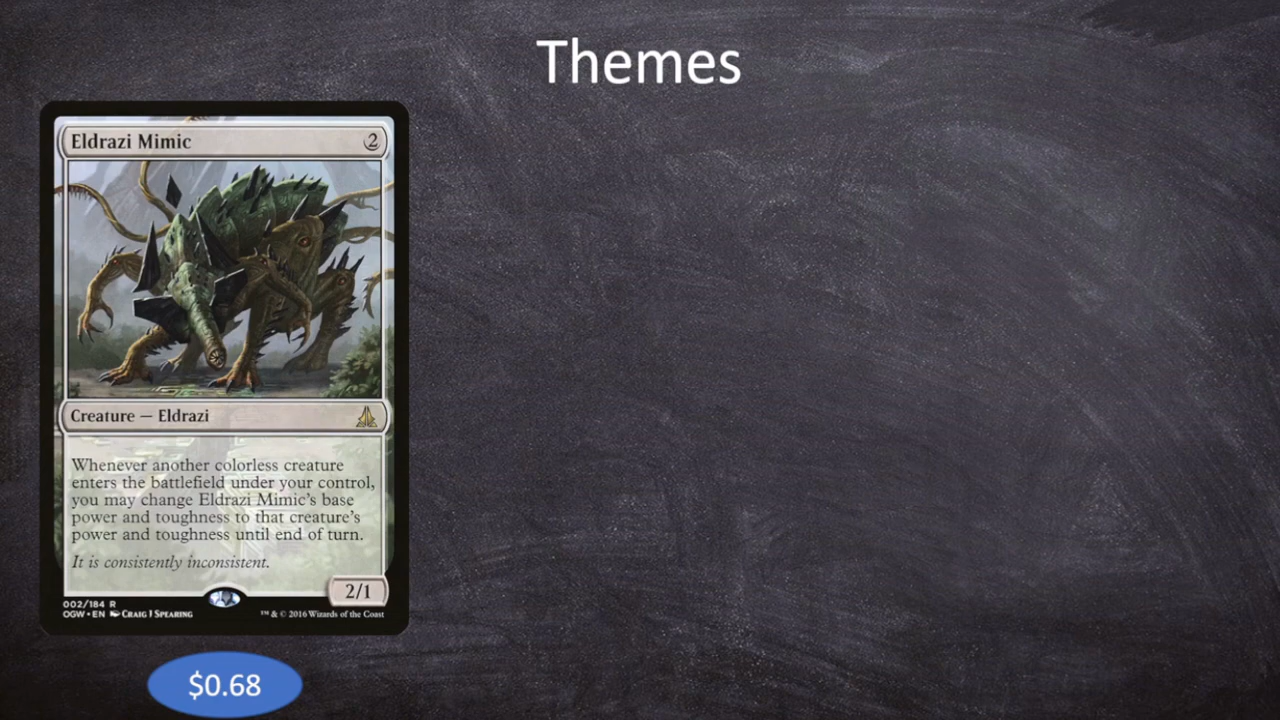 Themes
Eldrazi Mimic 2
Creature — Eldrazi
Whenever another colorless creature
enters the battlefield under your control,
you may change Eldrazi Mimic's base
power and toughness to that creature's
power and toughness until end of turn.
It is consistently inconsistent.
2/1
002/184 R
OGW • EN CRAIG J SPEARING ™ & © 2016 Wizards of the Coast
$0.68